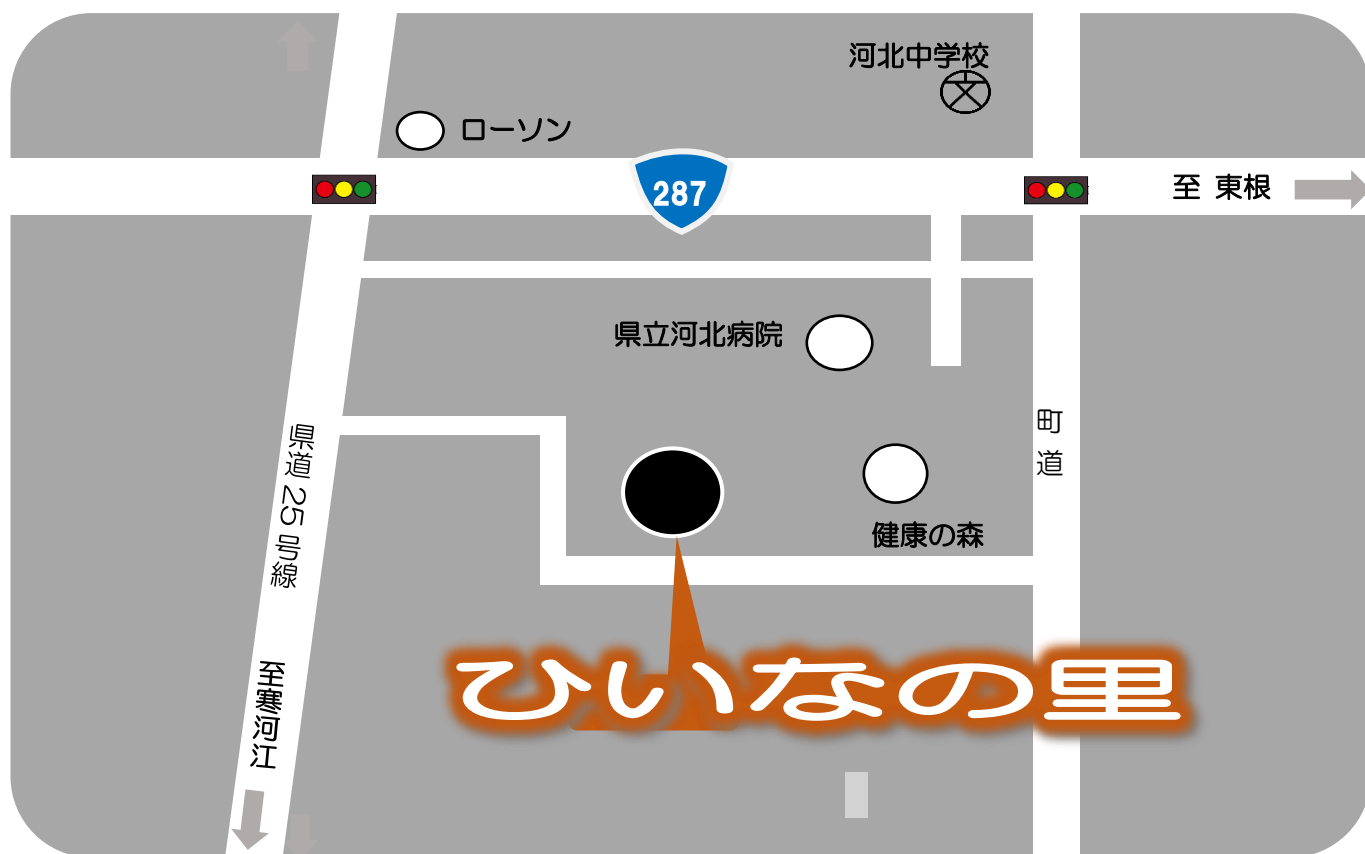 河北中学校
ローソン
287
至 東根
県立河北病院
町道
県道25号線
健康の森
至寒河江
ひいなの里